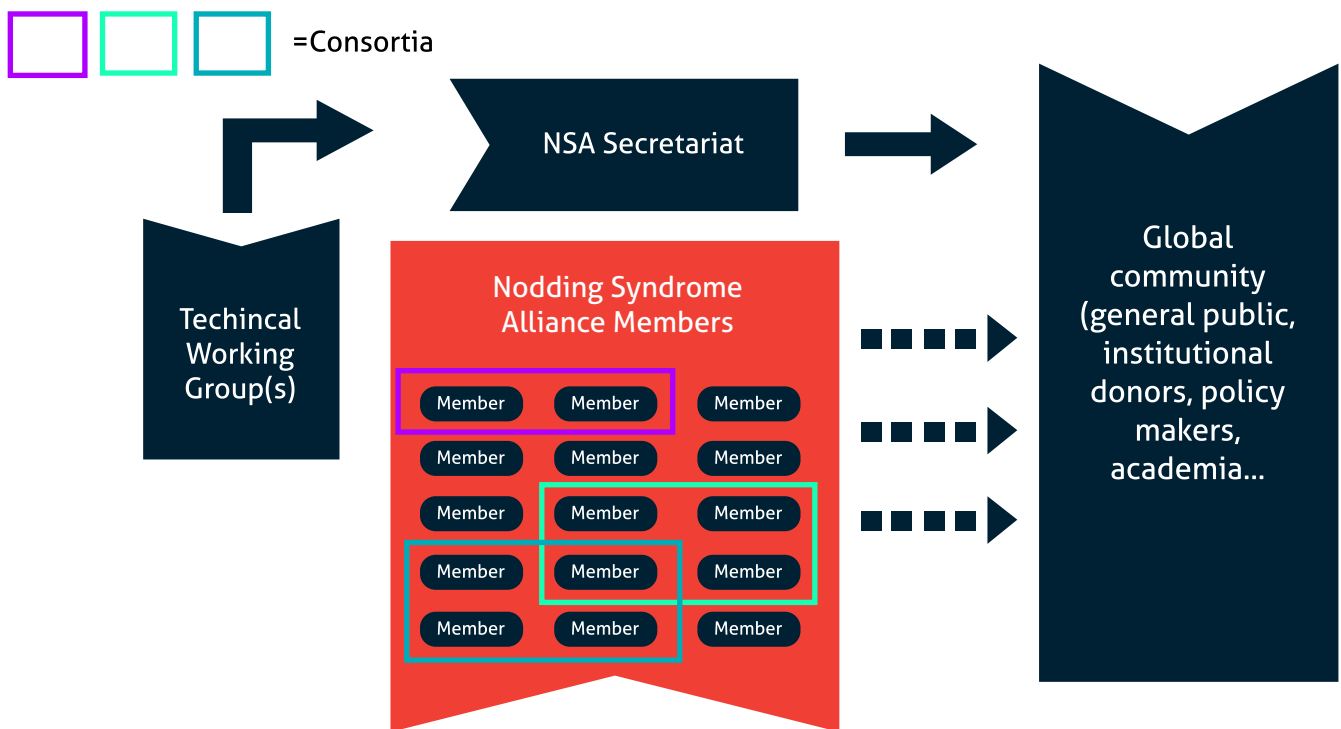 =Consortia
NSA Secretariat
Techincal
Working
Group(s)
Nodding Syndrome
Alliance Members
Member Member Member
Member Member Member
Member Member Member
Member Member Member
Member Member Member
Global
community
(general public,
institutional
donors, policy
makers,
academia...